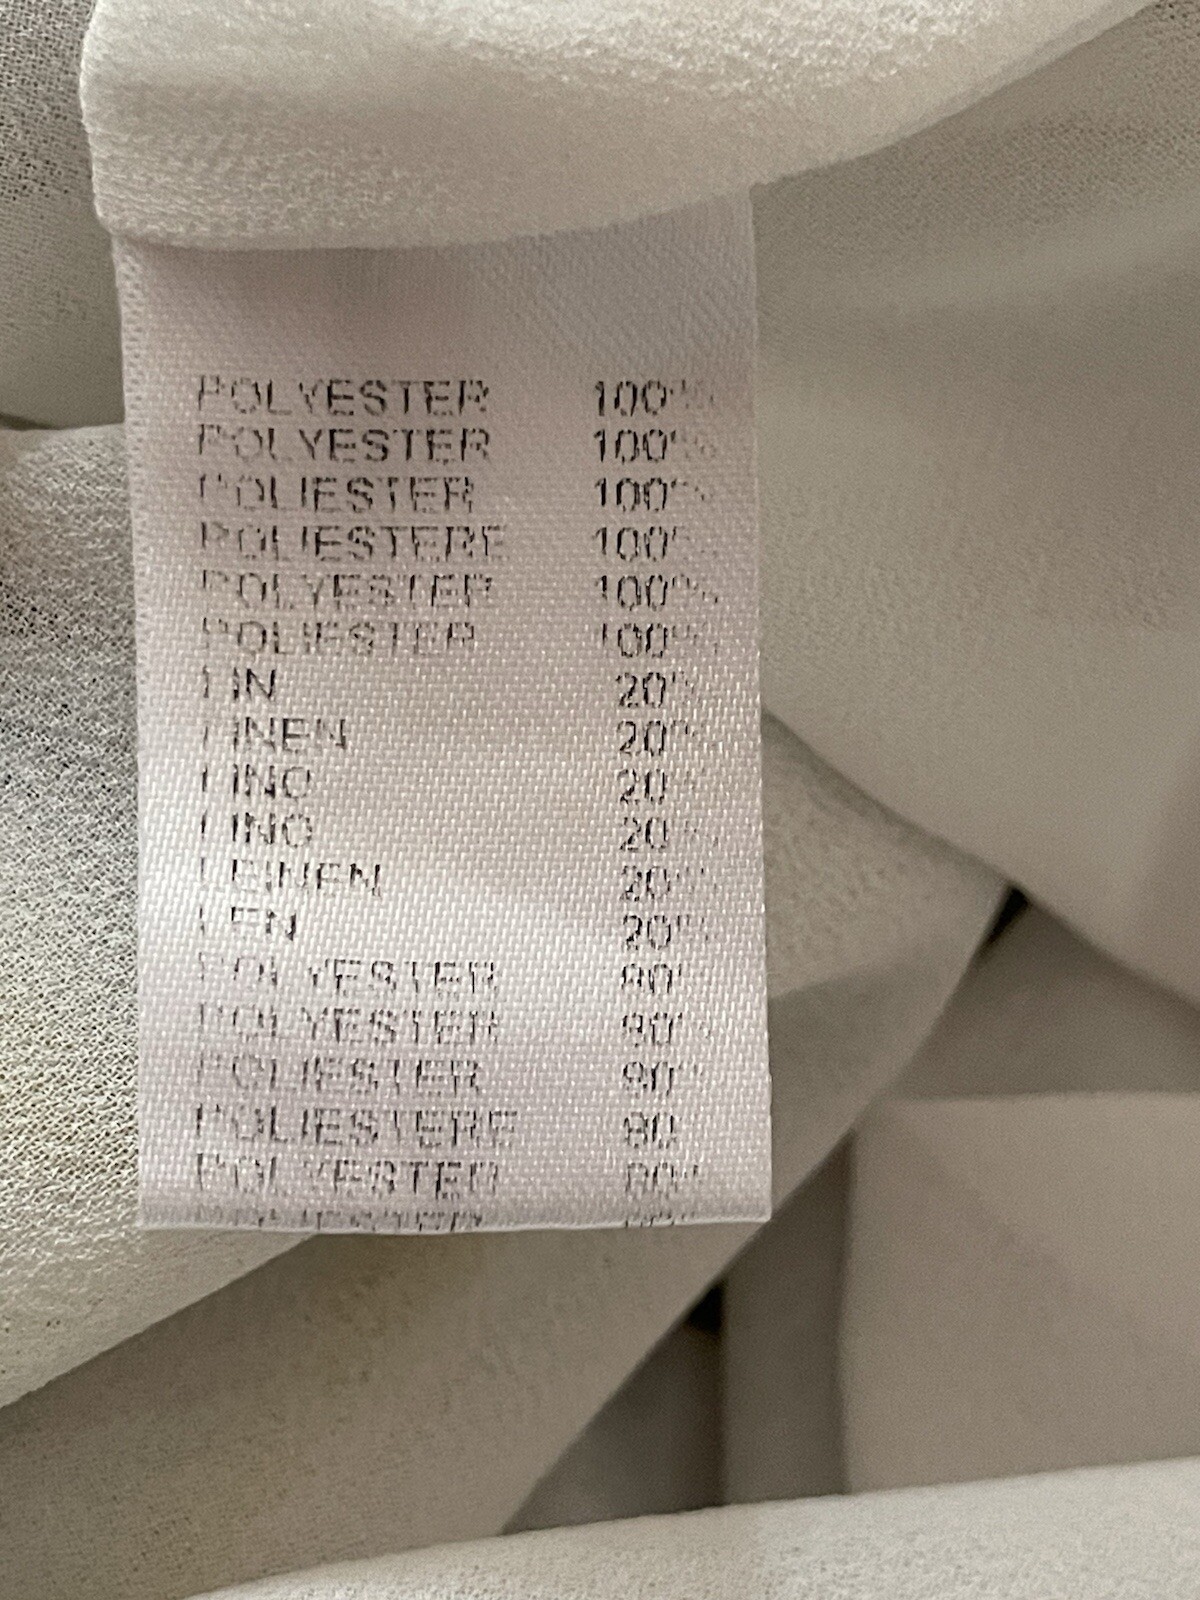 POLYESTER 100%
POLYESTER 100%
POLIESTER 100%
POLIESTERE 100%
POLYESTER 100%
POLIESTER 100%
LIN 20%
LINEN 20%
LINO 20%
LINO 20%
LEINEN 20%
LEN 20%
POLYESTER 80%
POLYESTER 80%
POLIESTER 80%
POLIESTERE 80
POLYESTER 80%